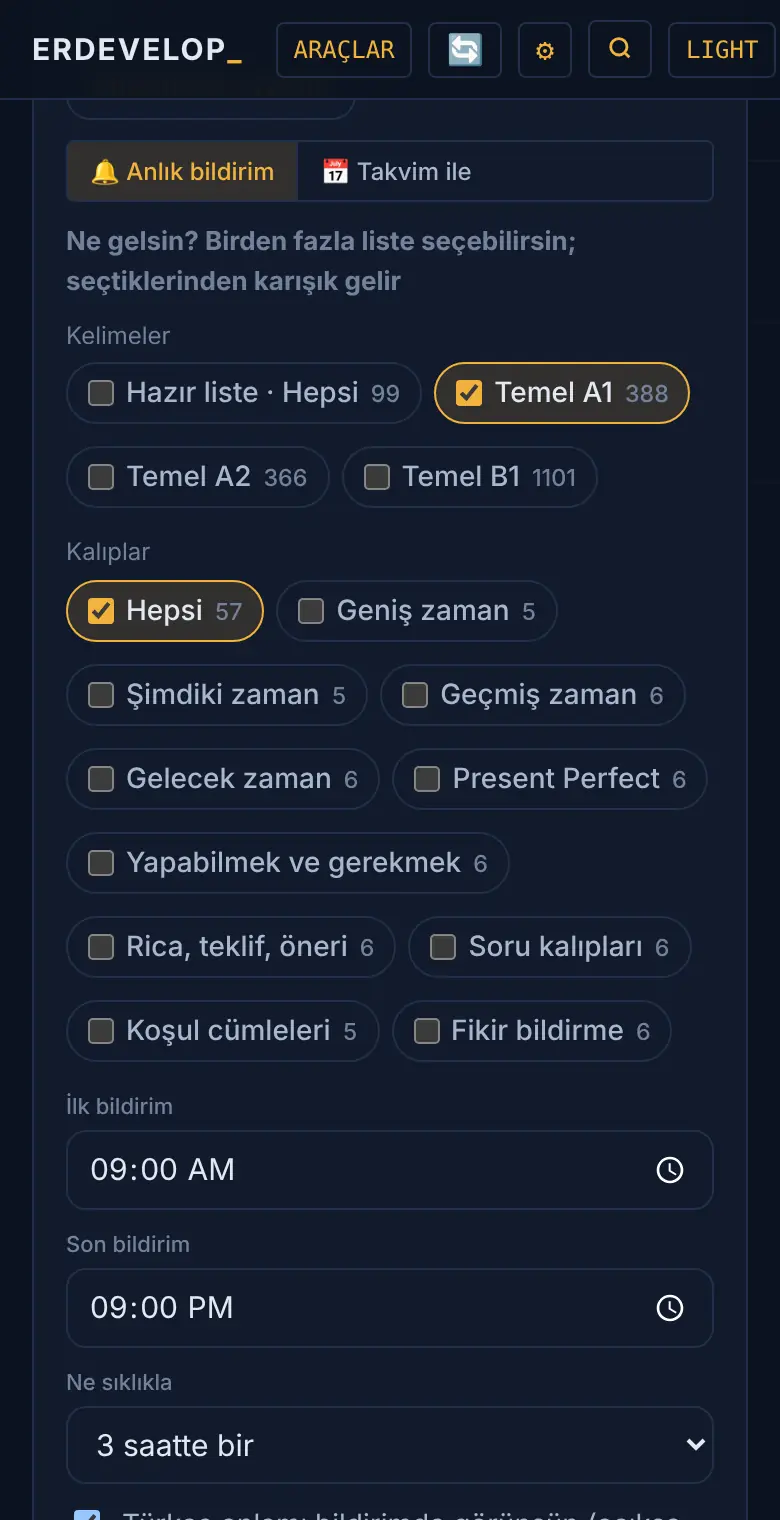 ERDEVELOP_ ARAÇLAR LIGHT
Anlık bildirim Takvim ile
Ne gelsin? Birden fazla liste seçebilirsin;
seçtiklerinden karışık gelir
Kelimeler
Hazır liste · Hepsi 99 Temel A1 388
Temel A2 366 Temel B1 1101
Kalıplar
Hepsi 57 Geniş zaman 5
Şimdiki zaman 5 Geçmiş zaman 6
Gelecek zaman 6 Present Perfect 6
Yapabilmek ve gerekmek 6
Rica, teklif, öneri 6 Soru kalıpları 6
Koşul cümleleri 5 Fikir bildirme 6
İlk bildirim
09:00 AM
Son bildirim
09:00 PM
Ne sıklıkla
3 saatte bir